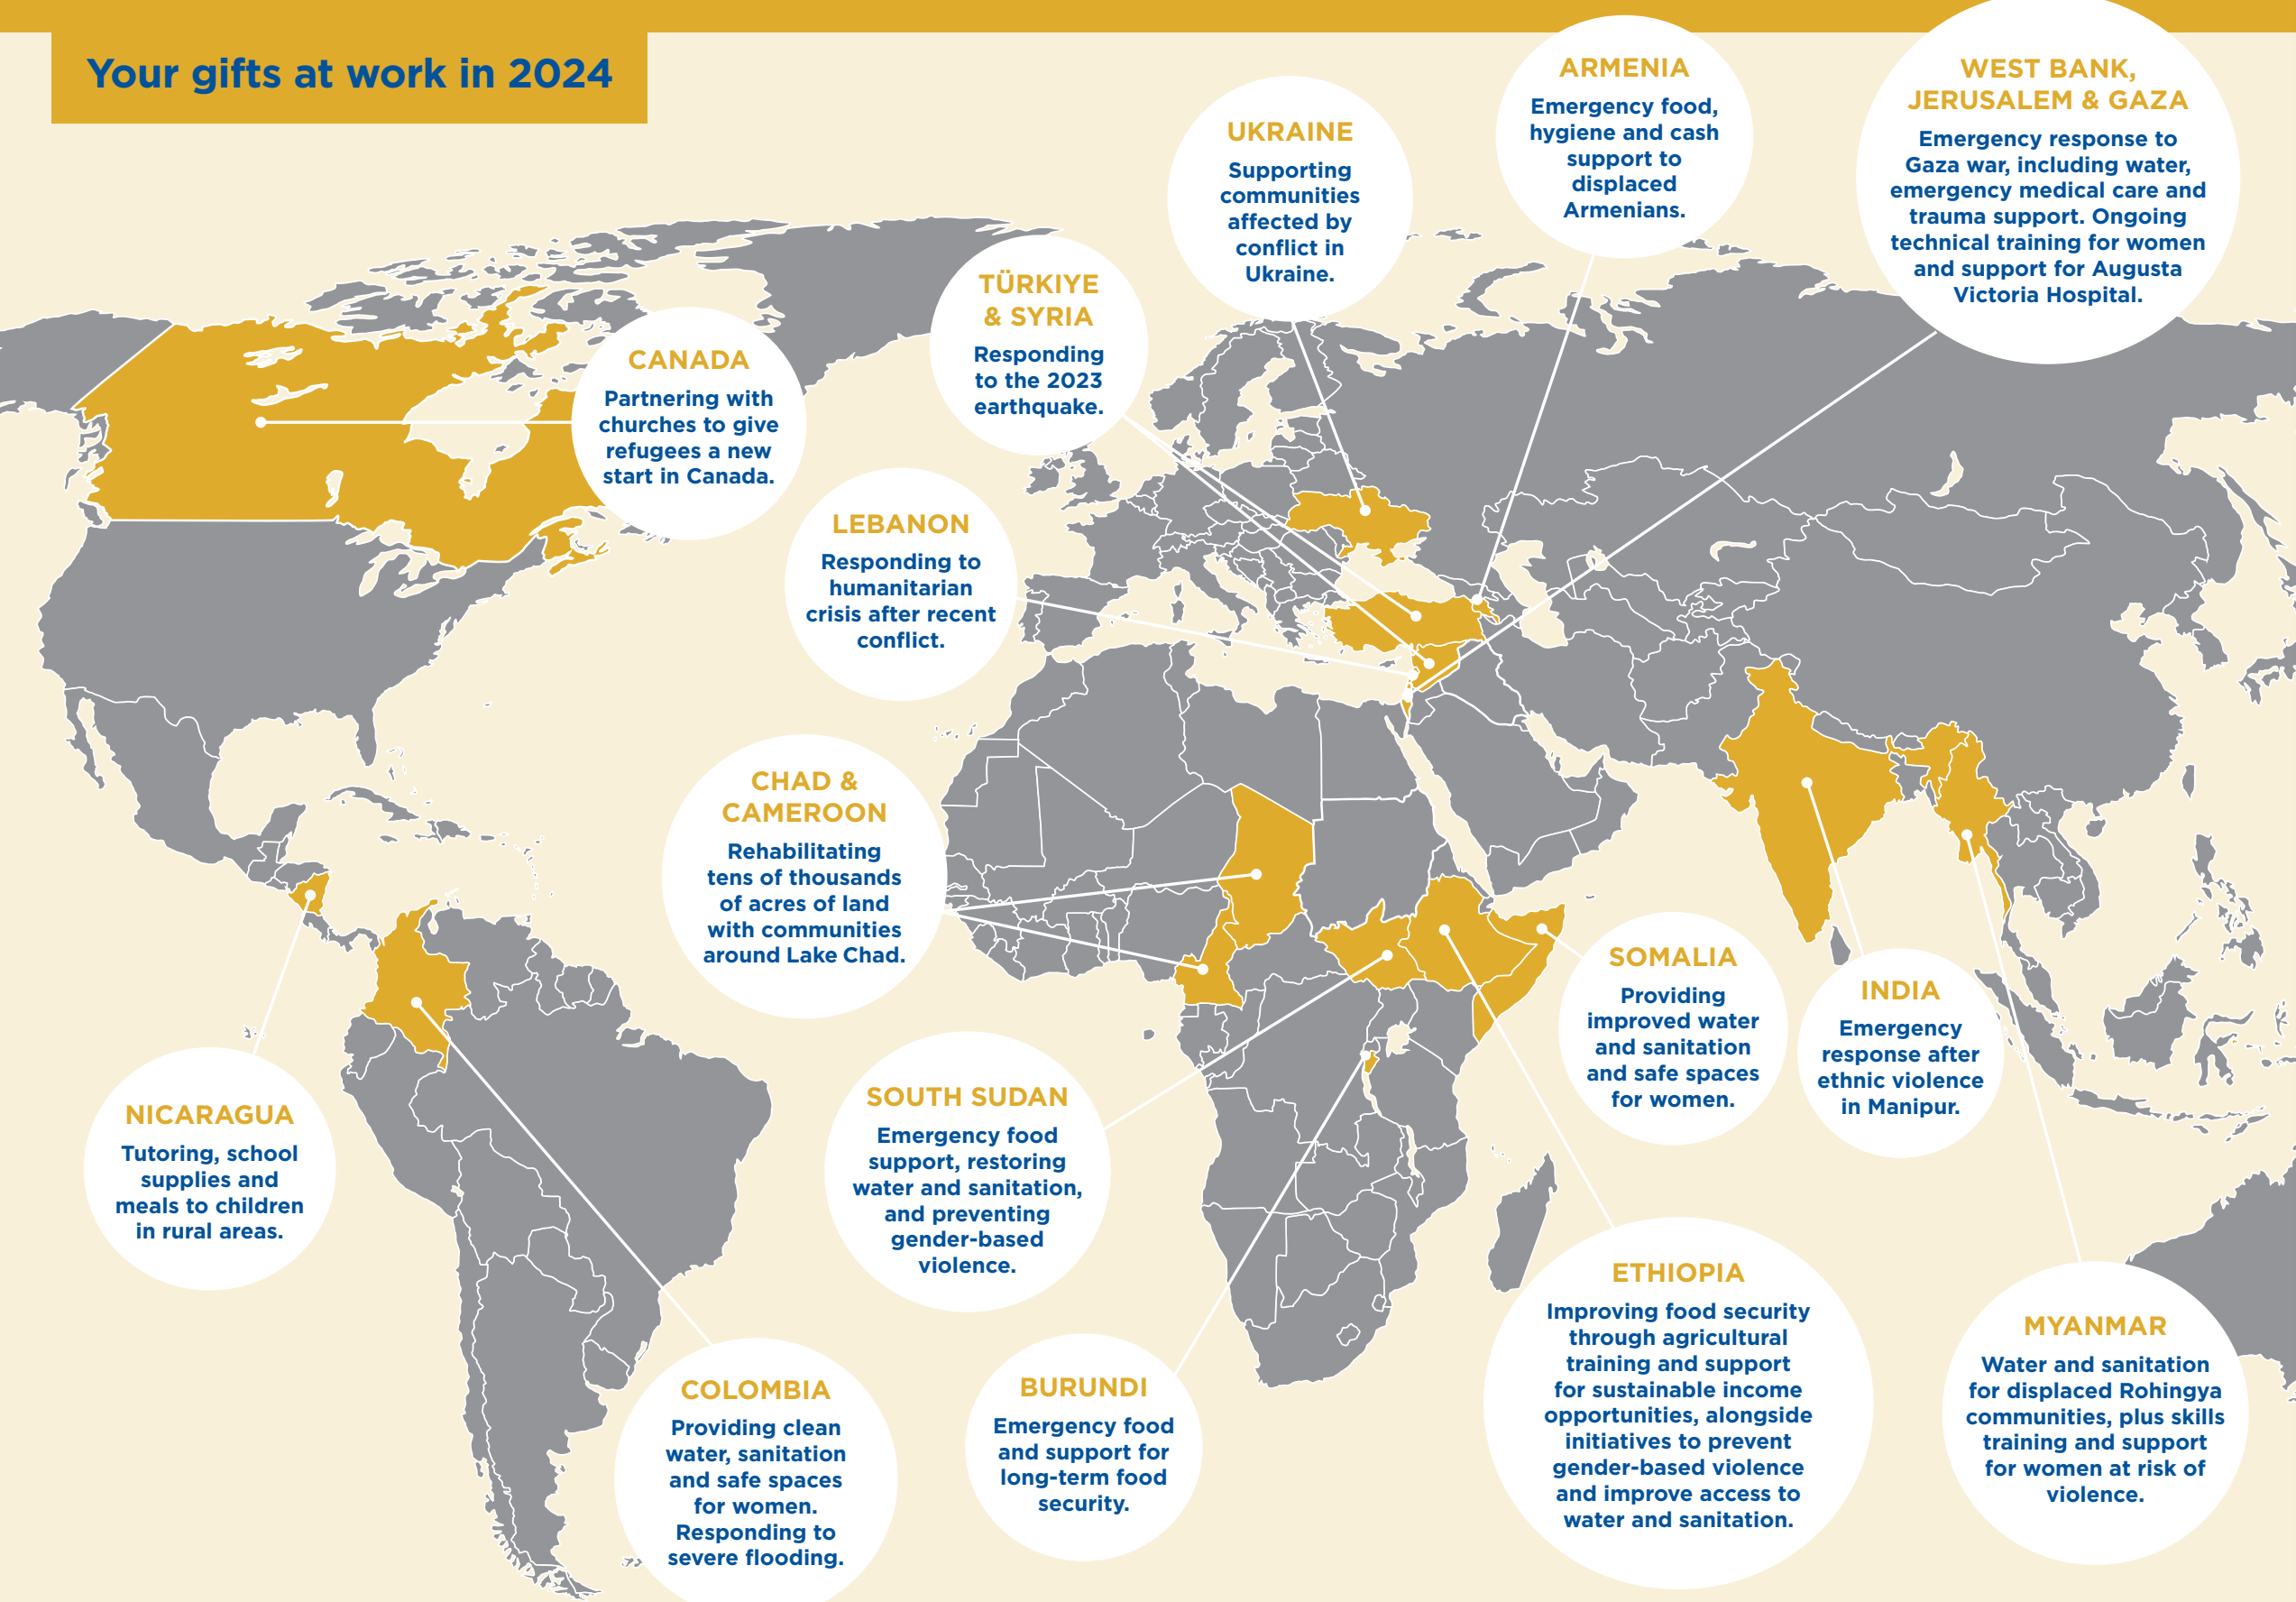 Your gifts at work in 2024
ARMENIA
Emergency food,
hygiene and cash
support to
displaced
Armenians.
WEST BANK,
JERUSALEM & GAZA
Emergency response to
Gaza war, including water,
emergency medical care and
trauma support. Ongoing
technical training for women
and support for Augusta
Victoria Hospital.
UKRAINE
Supporting
communities
affected by
conflict in
Ukraine.
TÜRKIYE
& SYRIA
Responding
to the 2023
earthquake.
CANADA
Partnering with
churches to give
refugees a new
start in Canada.
LEBANON
Responding to
humanitarian
crisis after recent
conflict.
CHAD &
CAMEROON
Rehabilitating
tens of thousands
of acres of land
with communities
around Lake Chad.
SOMALIA
Providing
improved water
and sanitation
and safe spaces
for women.
INDIA
Emergency
response after
ethnic violence
in Manipur.
NICARAGUA
Tutoring, school
supplies and
meals to children
in rural areas.
SOUTH SUDAN
Emergency food
support, restoring
water and sanitation,
and preventing
gender-based
violence.
COLOMBIA
Providing clean
water, sanitation
and safe spaces
for women.
Responding to
severe flooding.
BURUNDI
Emergency food
and support for
long-term food
security.
ETHIOPIA
Improving food security
through agricultural
training and support
for sustainable income
opportunities, alongside
initiatives to prevent
gender-based violence
and improve access to
water and sanitation.
MYANMAR
Water and sanitation
for displaced Rohingya
communities, plus skills
training and support
for women at risk of
violence.